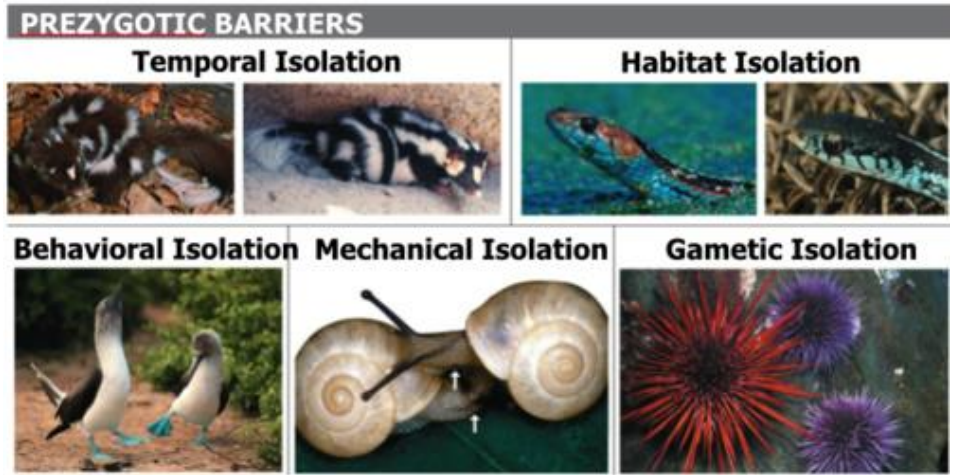 PREZYGOTIC BARRIERS
Temporal Isolation
Habitat Isolation
Behavioral Isolation
Mechanical Isolation
Gametic Isolation